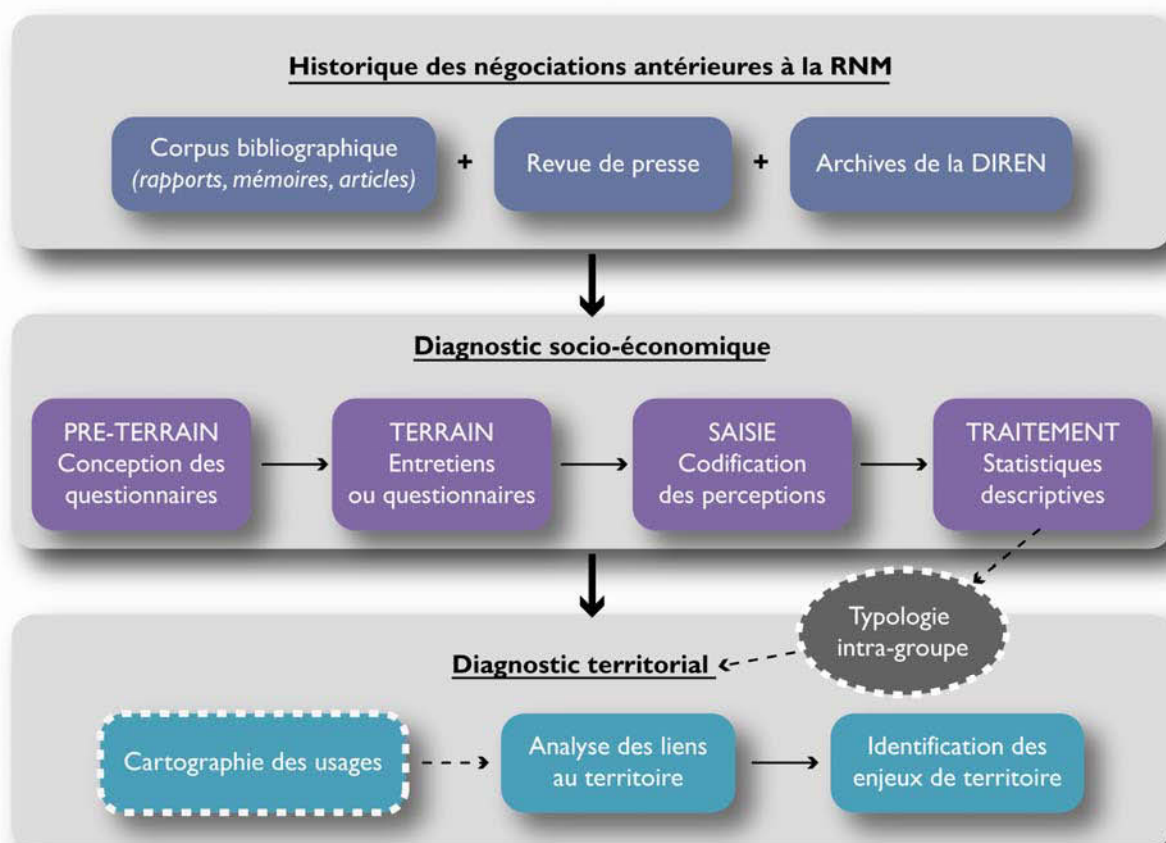 Historique des négociations antérieures à la RNM
Corpus bibliographique
(rapports, mémoires, articles)
+
Revue de presse
+
Archives de la DIREN
Diagnostic socio-économique
PRE-TERRAIN
Conception des
questionnaires
TERRAIN
Entretiens
ou questionnaires
SAISIE
Codification
des perceptions
TRAITEMENT
Statistiques
descriptives
Typologie
intra-groupe
Diagnostic territorial
Cartographie des usages
Analyse des liens
au territoire
Identification des
enjeux de territoire